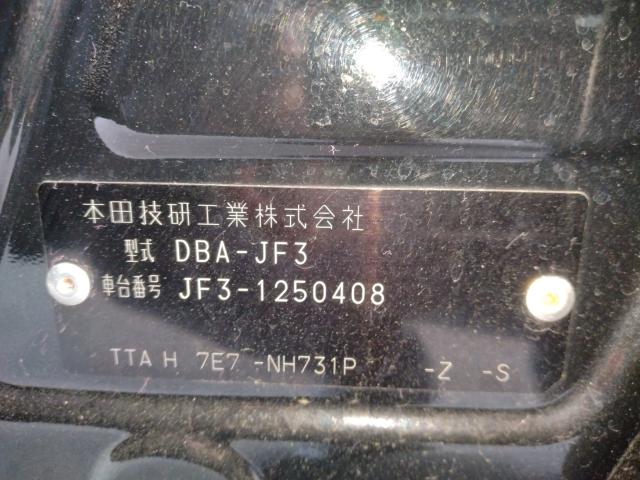 本田技研工業株式会社
型式 DBA-JF3
車台番号 JF3-1250408
TTA H 7E7 -NH731P -Z -S